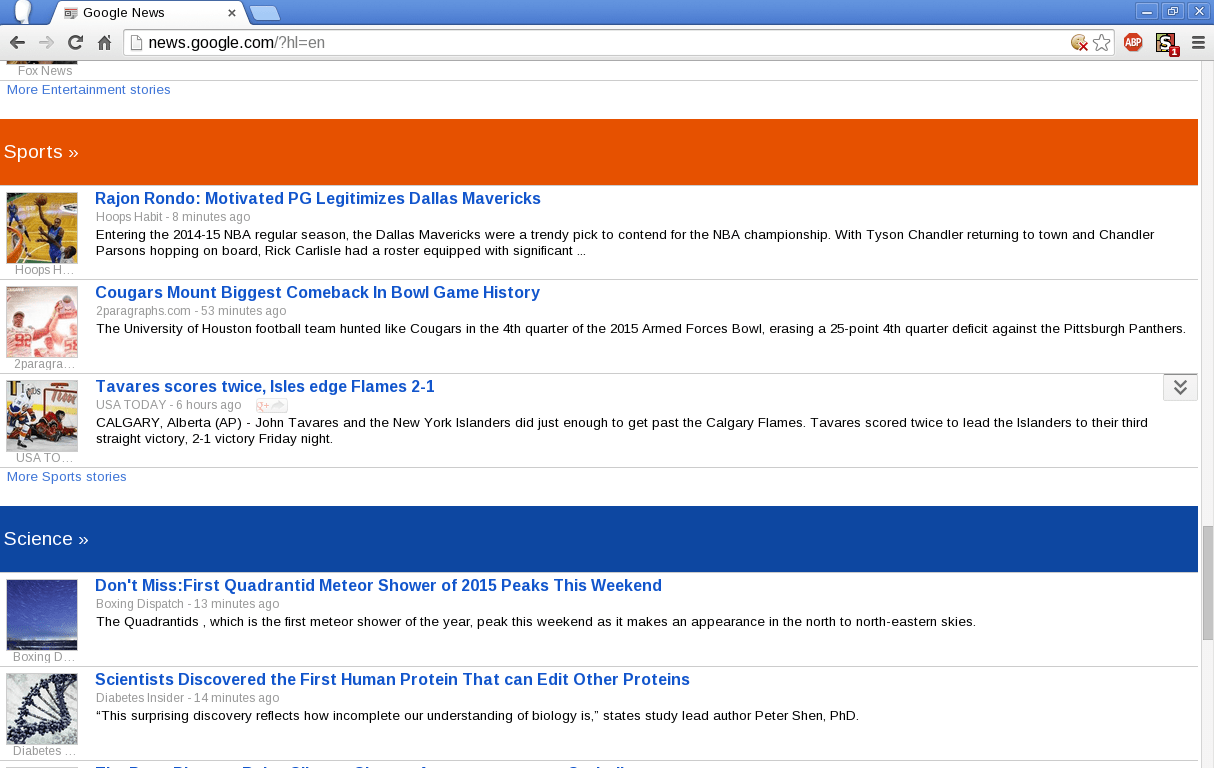 Google News
news.google.com/?hl=en
ABP
S
1
Fox News
More Entertainment stories
Sports »
Rajon Rondo: Motivated PG Legitimizes Dallas Mavericks
Hoops Habit - 8 minutes ago
Entering the 2014-15 NBA regular season, the Dallas Mavericks were a trendy pick to contend for the NBA championship. With Tyson Chandler returning to town and Chandler
Parsons hopping on board, Rick Carlisle had a roster equipped with significant ...
Hoops H…
Cougars Mount Biggest Comeback In Bowl Game History
2paragraphs.com - 53 minutes ago
The University of Houston football team hunted like Cougars in the 4th quarter of the 2015 Armed Forces Bowl, erasing a 25-point 4th quarter deficit against the Pittsburgh Panthers.
2paragra…
Tavares scores twice, Isles edge Flames 2-1
USA TODAY - 6 hours ago
g+
CALGARY, Alberta (AP) - John Tavares and the New York Islanders did just enough to get past the Calgary Flames. Tavares scored twice to lead the Islanders to their third
straight victory, 2-1 victory Friday night.
USA TO…
More Sports stories
Science »
Don't Miss:First Quadrantid Meteor Shower of 2015 Peaks This Weekend
Boxing Dispatch - 13 minutes ago
The Quadrantids , which is the first meteor shower of the year, peak this weekend as it makes an appearance in the north to north-eastern skies.
Boxing D…
Scientists Discovered the First Human Protein That can Edit Other Proteins
Diabetes Insider - 14 minutes ago
“This surprising discovery reflects how incomplete our understanding of biology is,” states study lead author Peter Shen, PhD.
Diabetes …